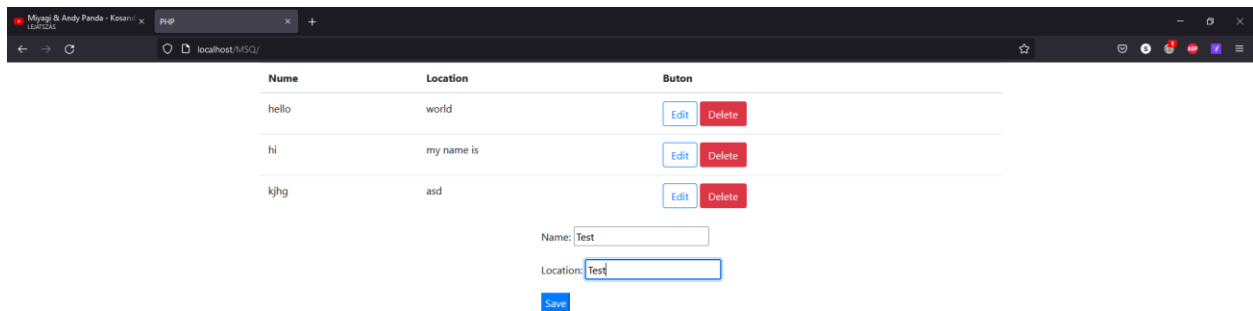 Miyagi & Andy Panda - Kosand
LEJÁTSZÁS
PHP
localhost/MSQ/
Nume Location Buton
hello world Edit Delete
hi my name is Edit Delete
kjhg asd Edit Delete
Name: Test
Location: Test
Save